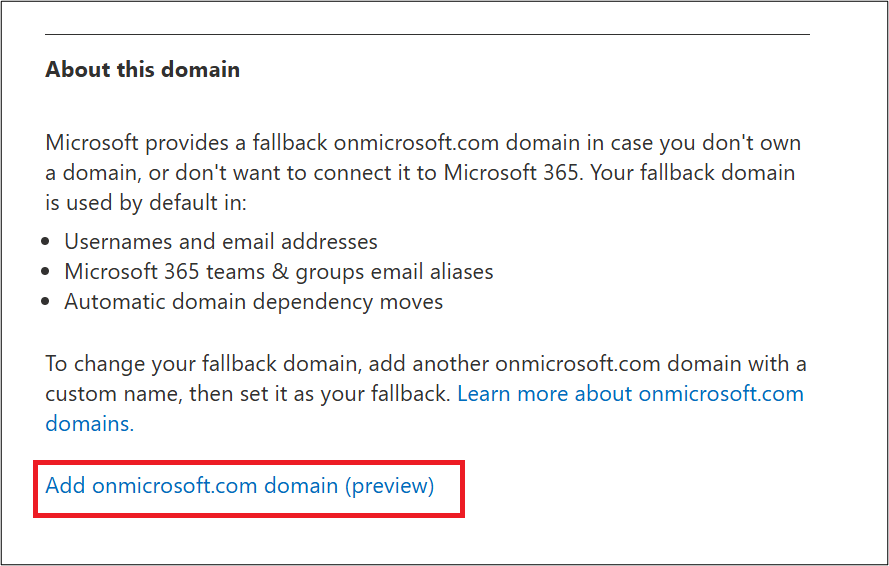 About this domain
Microsoft provides a fallback onmicrosoft.com domain in case you don't own
a domain, or don't want to connect it to Microsoft 365. Your fallback domain
is used by default in:
Usernames and email addresses
Microsoft 365 teams & groups email aliases
Automatic domain dependency moves
To change your fallback domain, add another onmicrosoft.com domain with a
custom name, then set it as your fallback. Learn more about onmicrosoft.com
domains.
Add onmicrosoft.com domain (preview)